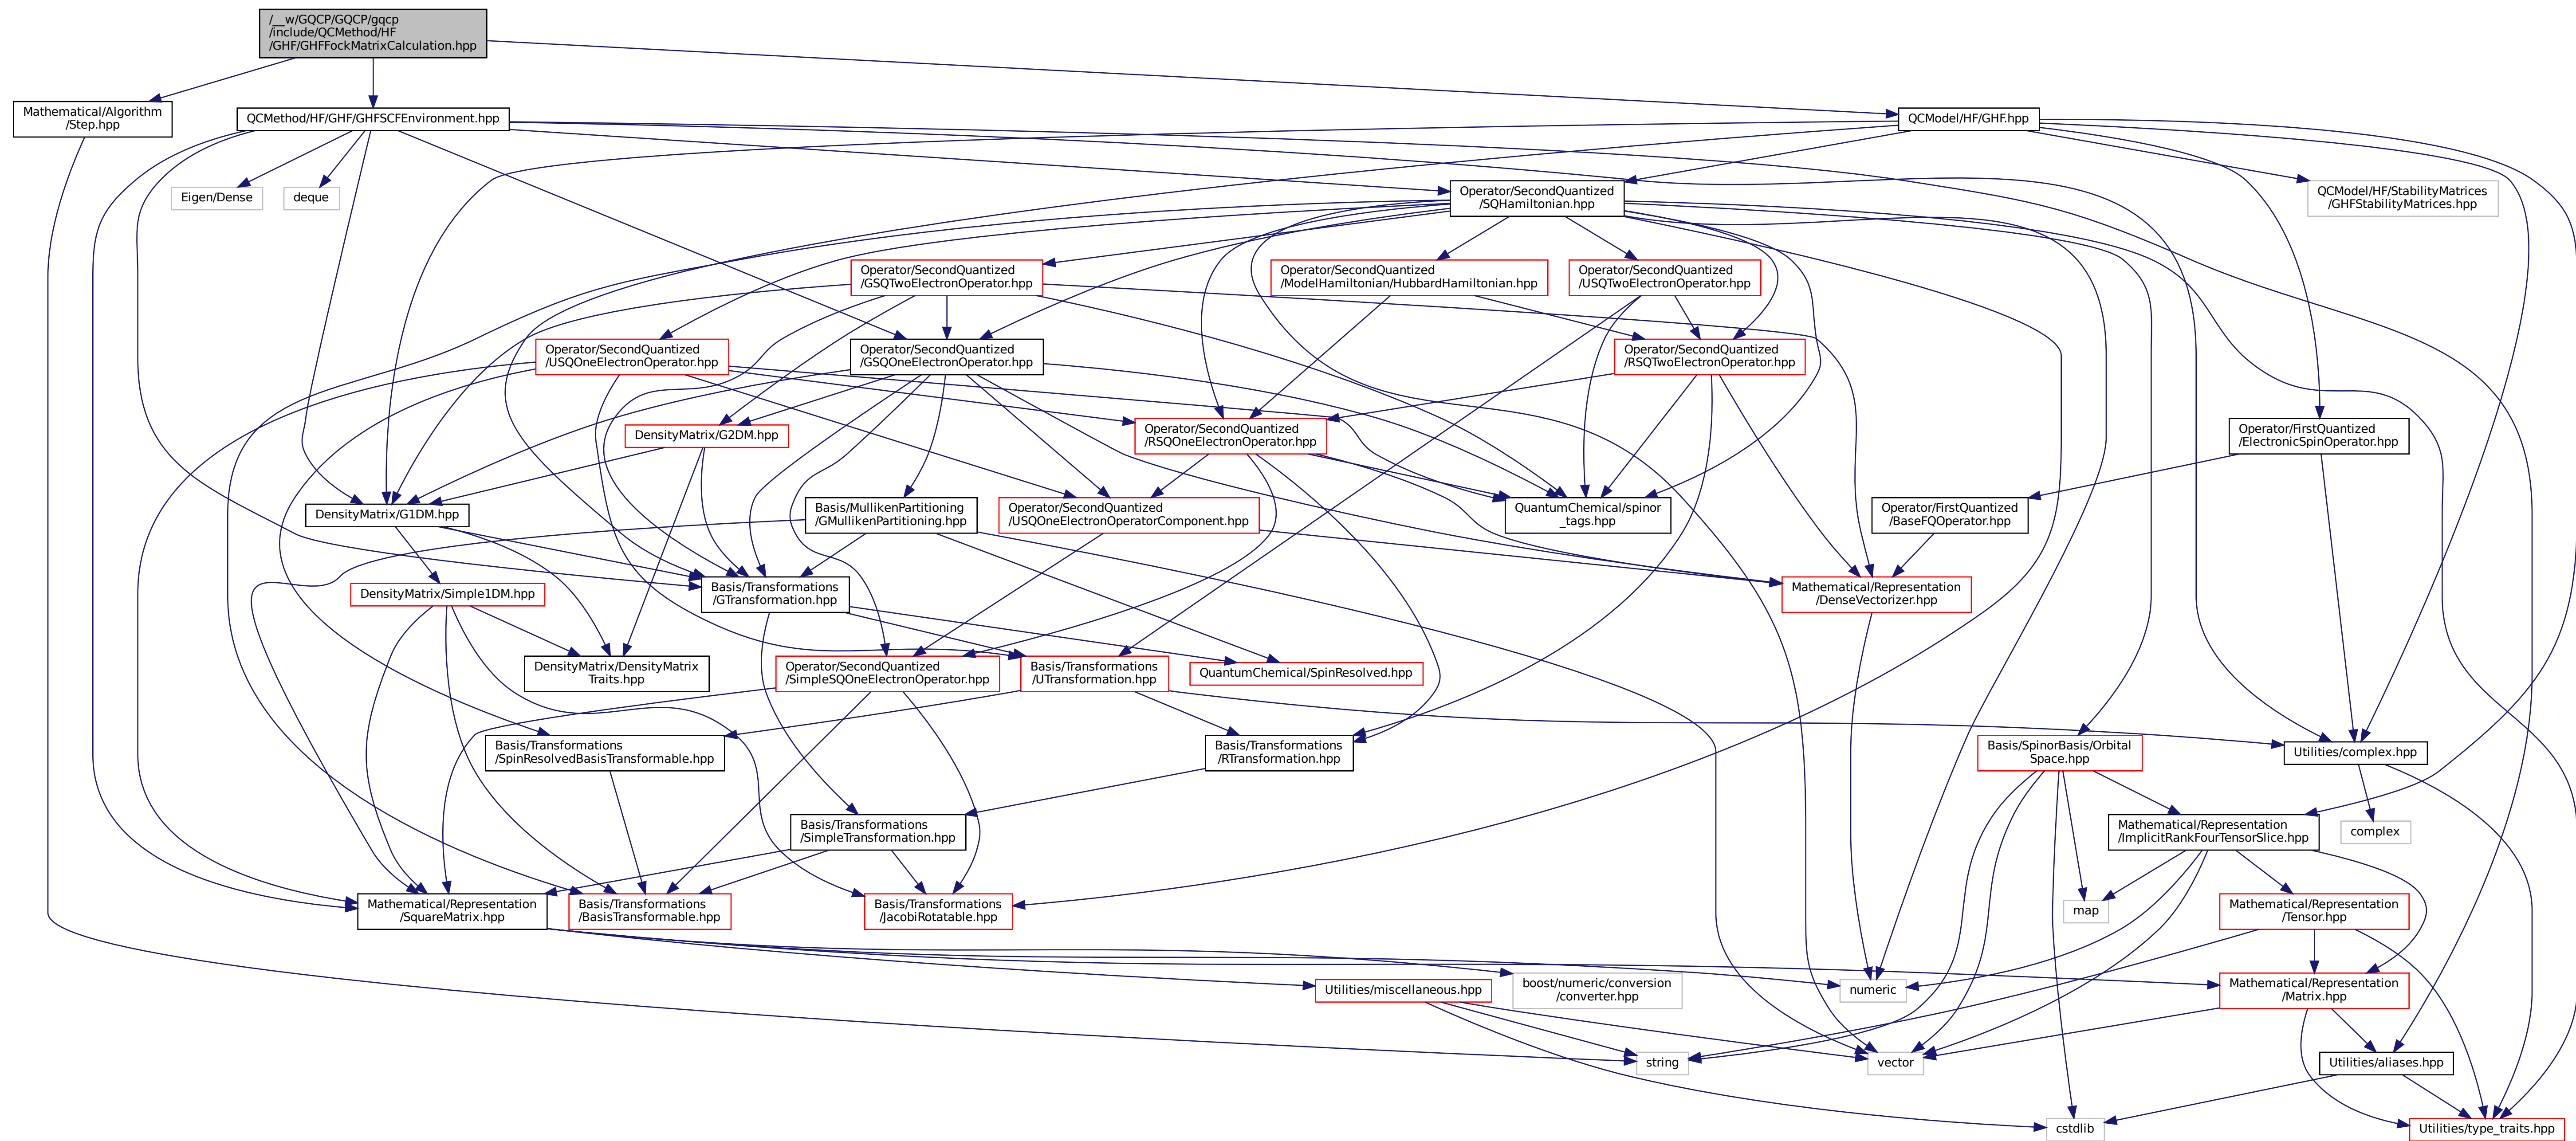 /__w/GQCP/GQCP/gqcp
/include/QCMethod/HF
/GHF/GHFFockMatrixCalculation.hpp
Mathematical/Algorithm
/Step.hpp
QCMethod/HF/GHF/GHFSCFEnvironment.hpp
QCModel/HF/GHF.hpp
Eigen/Dense
deque
Operator/SecondQuantized
/SQHamiltonian.hpp
QCModel/HF/StabilityMatrices
/GHFStabilityMatrices.hpp
Operator/SecondQuantized
/GSQTwoElectronOperator.hpp
Operator/SecondQuantized
/ModelHamiltonian/HubbardHamiltonian.hpp
Operator/SecondQuantized
/USQTwoElectronOperator.hpp
Operator/SecondQuantized
/USQOneElectronOperator.hpp
Operator/SecondQuantized
/GSQOneElectronOperator.hpp
Operator/SecondQuantized
/RSQTwoElectronOperator.hpp
DensityMatrix/G2DM.hpp
Operator/SecondQuantized
/RSQOneElectronOperator.hpp
Operator/FirstQuantized
/ElectronicSpinOperator.hpp
DensityMatrix/G1DM.hpp
Basis/MullikenPartitioning
/GMullikenPartitioning.hpp
Operator/SecondQuantized
/USQOneElectronOperatorComponent.hpp
QuantumChemical/spinor
_tags.hpp
Operator/FirstQuantized
/BaseFQOperator.hpp
DensityMatrix/Simple1DM.hpp
Basis/Transformations
/GTransformation.hpp
Mathematical/Representation
/DenseVectorizer.hpp
DensityMatrix/DensityMatrix
Traits.hpp
Operator/SecondQuantized
/SimpleSQOneElectronOperator.hpp
Basis/Transformations
/UTransformation.hpp
QuantumChemical/SpinResolved.hpp
Basis/Transformations
/SpinResolvedBasisTransformable.hpp
Basis/Transformations
/RTransformation.hpp
Basis/SpinorBasis/Orbital
Space.hpp
Utilities/complex.hpp
Basis/Transformations
/SimpleTransformation.hpp
Mathematical/Representation
/ImplicitRankFourTensorSlice.hpp
complex
Mathematical/Representation
/SquareMatrix.hpp
Basis/Transformations
/BasisTransformable.hpp
Basis/Transformations
/JacobiRotatable.hpp
map
Mathematical/Representation
/Tensor.hpp
Utilities/miscellaneous.hpp
boost/numeric/conversion
/converter.hpp
numeric
Mathematical/Representation
/Matrix.hpp
string
vector
Utilities/aliases.hpp
cstdlib
Utilities/type_traits.hpp